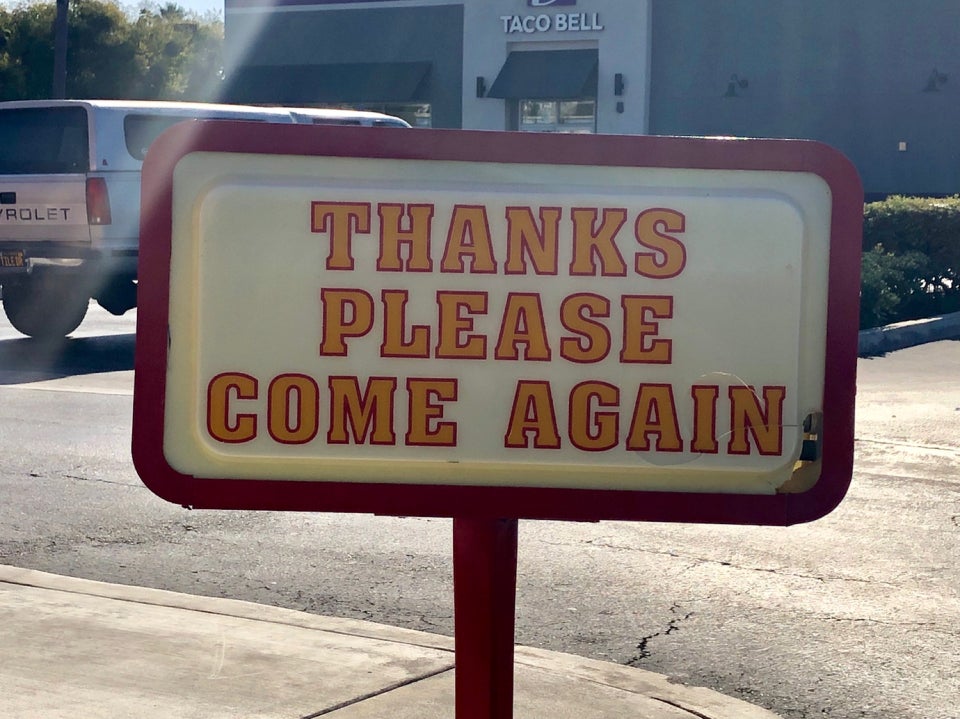 TACO BELL
VROLET
THANKS
PLEASE
COME AGAIN